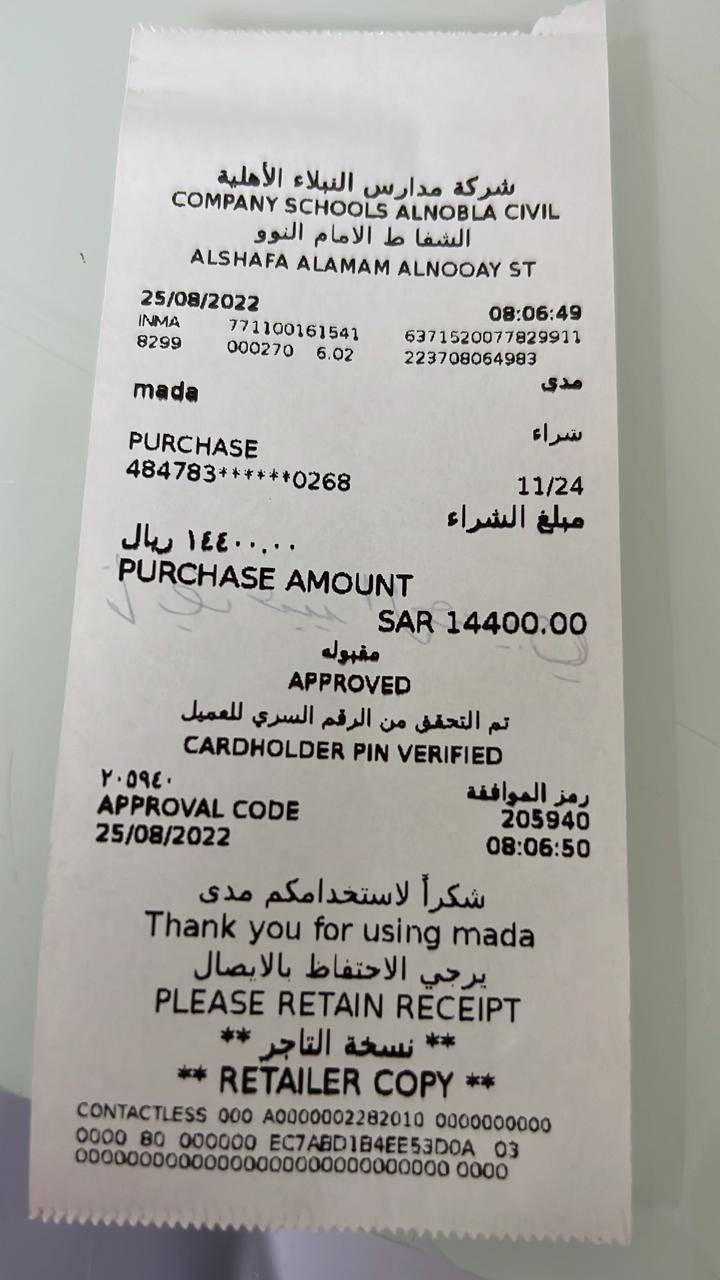 شركة مدارس النبلاء الأهلية
COMPANY SCHOOLS ALNOBLA CIVIL
الشفا ط الامام النوو
ALSHAFA ALAMAM ALNOOAY ST
25/08/2022 08:06:49
INMA 771100161541 6371520077829911
8299 000270 6.02 223708064983
mada مدى
شراء
PURCHASE
484783******0268 11/24
مبلغ الشراء
١٤٤٠٠.٠٠ ريال
PURCHASE AMOUNT
SAR 14400.00
مقبوله
APPROVED
تم التحقق من الرقم السري للعميل
CARDHOLDER PIN VERIFIED
٢٠٥٩٤٠ رمز الموافقة
APPROVAL CODE 205940
25/08/2022 08:06:50
شكراً لاستخدامكم مدى
Thank you for using mada
يرجي الاحتفاظ بالايصال
PLEASE RETAIN RECEIPT
** نسخة التاجر **
** RETAILER COPY **
CONTACTLESS 000 A0000002282010 0000000000
0000 80 000000 EC7ABD1B4EE53D0A 03
0000000000000000000000000000000 0000